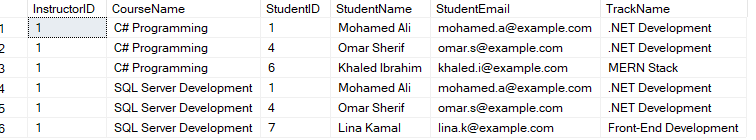 InstructorID CourseName StudentID StudentName StudentEmail TrackName
1 1 C# Programming 1 Mohamed Ali mohamed.a@example.com .NET Development
2 1 C# Programming 4 Omar Sherif omar.s@example.com .NET Development
3 1 C# Programming 6 Khaled Ibrahim khaled.i@example.com MERN Stack
4 1 SQL Server Development 1 Mohamed Ali mohamed.a@example.com .NET Development
5 1 SQL Server Development 4 Omar Sherif omar.s@example.com .NET Development
6 1 SQL Server Development 7 Lina Kamal lina.k@example.com Front-End Development